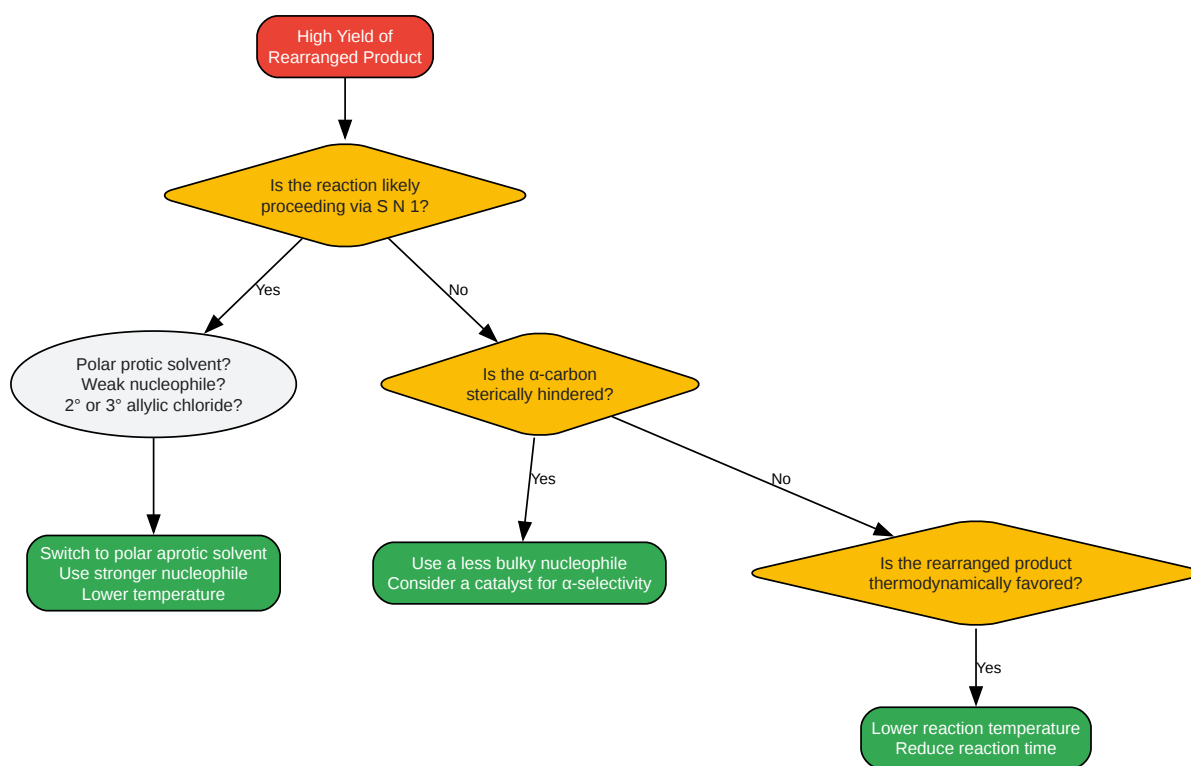 High Yield of
Rearranged Product
Is the reaction likely
proceeding via S N 1?
Yes
No
Polar protic solvent?
Weak nucleophile?
2° or 3° allylic chloride?
Is the α-carbon
sterically hindered?
Yes
No
Switch to polar aprotic solvent
Use stronger nucleophile
Lower temperature
Use a less bulky nucleophile
Consider a catalyst for α-selectivity
Is the rearranged product
thermodynamically favored?
Yes
Lower reaction temperature
Reduce reaction time